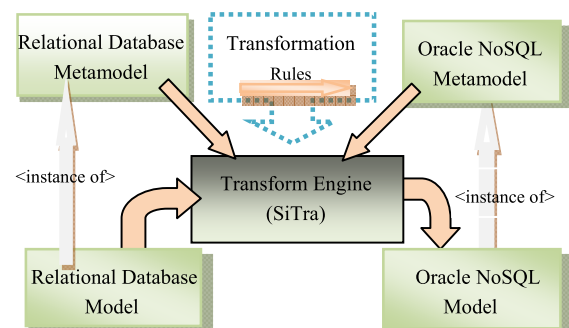 Relational Database
Metamodel
Transformation
Rules
Oracle NoSQL
Metamodel
<instance of>
Transform Engine
(SiTra)
<instance of>
Relational Database
Model
Oracle NoSQL
Model